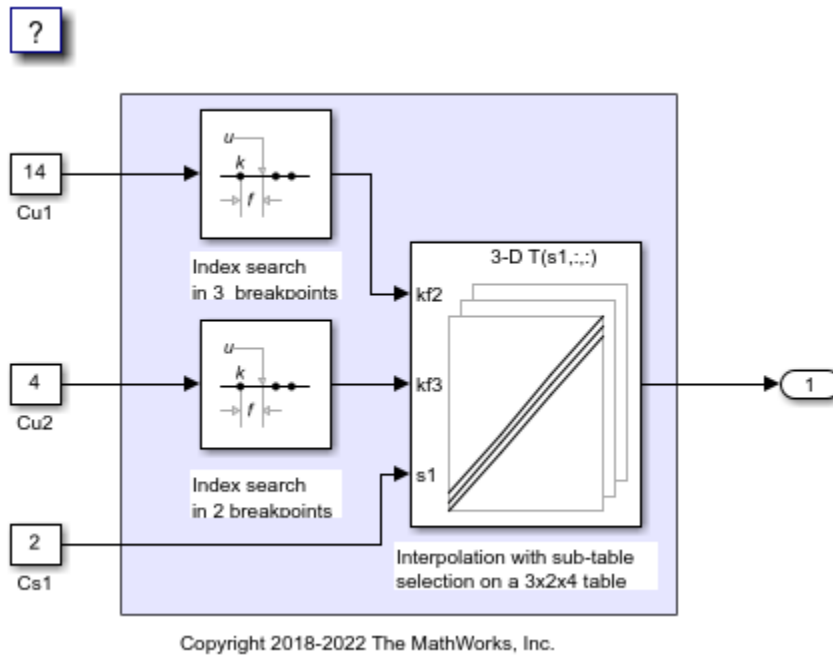 ?
14
Cu1
u
k
f
Index search
in 3 breakpoints
3-D T(s1,:,:)
kf2
kf3
s1
4
Cu2
u
k
f
Index search
in 2 breakpoints
1
2
Cs1
Interpolation with sub-table
selection on a 3x2x4 table
Copyright 2018-2022 The MathWorks, Inc.